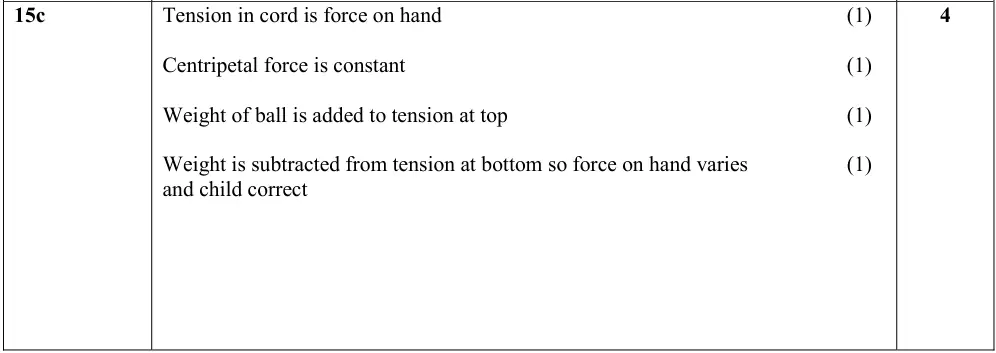 15c Tension in cord is force on hand (1) 4
Centripetal force is constant (1)
Weight of ball is added to tension at top (1)
Weight is subtracted from tension at bottom so force on hand varies (1)
and child correct